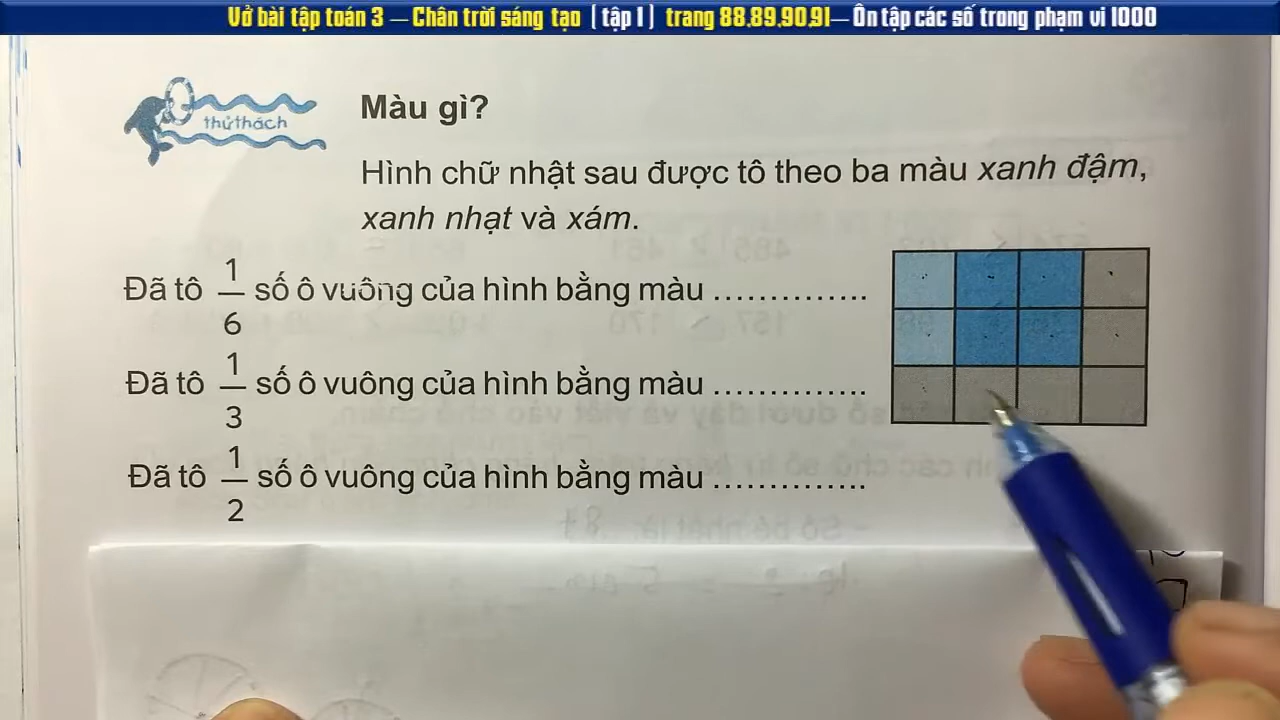 Vở bài tập toán 3 – Chân trời sáng tạo (tập 1) trang 88,89,90,91– Ôn tập các số trong phạm vi 1000
thử thách
Màu gì?
Hình chữ nhật sau được tô theo ba màu xanh đậm,
xanh nhạt và xám.
Đã tô 1/6 số ô vuông của hình bằng màu ..............
Đã tô 1/3 số ô vuông của hình bằng màu ..............
Đã tô 1/2 số ô vuông của hình bằng màu ..............